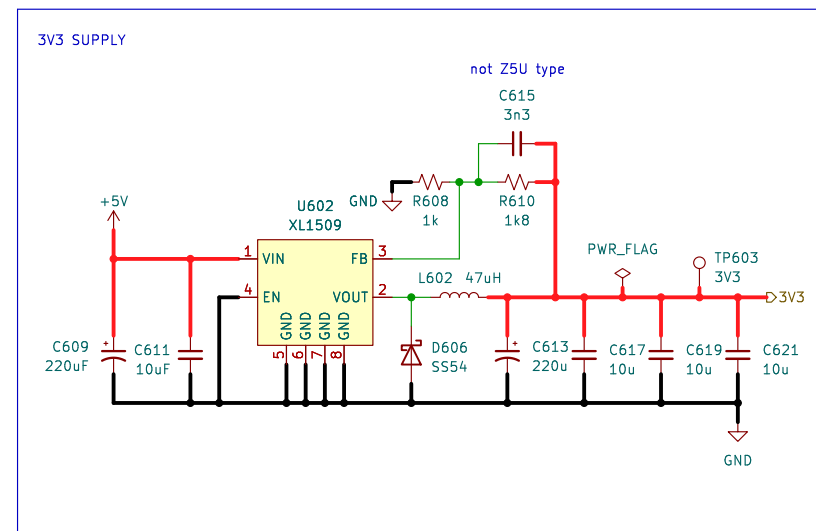 3V3 SUPPLY
not Z5U type
C615
3n3
+5V
GND
R608
1k
R610
1k8
U602
XL1509
1
VIN
FB
3
4
EN
VOUT
2
GND
GND
GND
GND
5
6
7
8
L602 47uH
PWR_FLAG
TP603
3V3
3V3
C609
220uF
C611
10uF
D606
SS54
C613
220u
C617
10u
C619
10u
C621
10u
GND